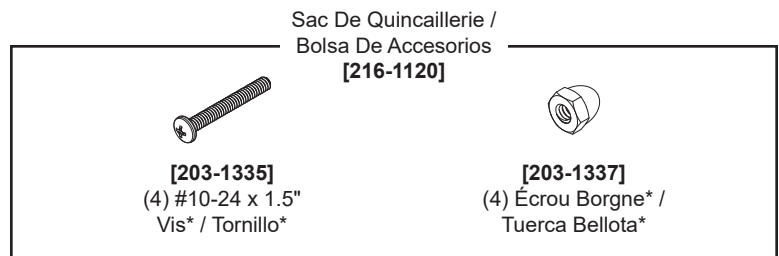 Sac De Quincaillerie /
Bolsa De Accesorios
[216-1120]
[203-1335]
(4) #10-24 x 1.5"
Vis* / Tornillo*
[203-1337]
(4) Écrou Borgne* /
Tuerca Bellota*